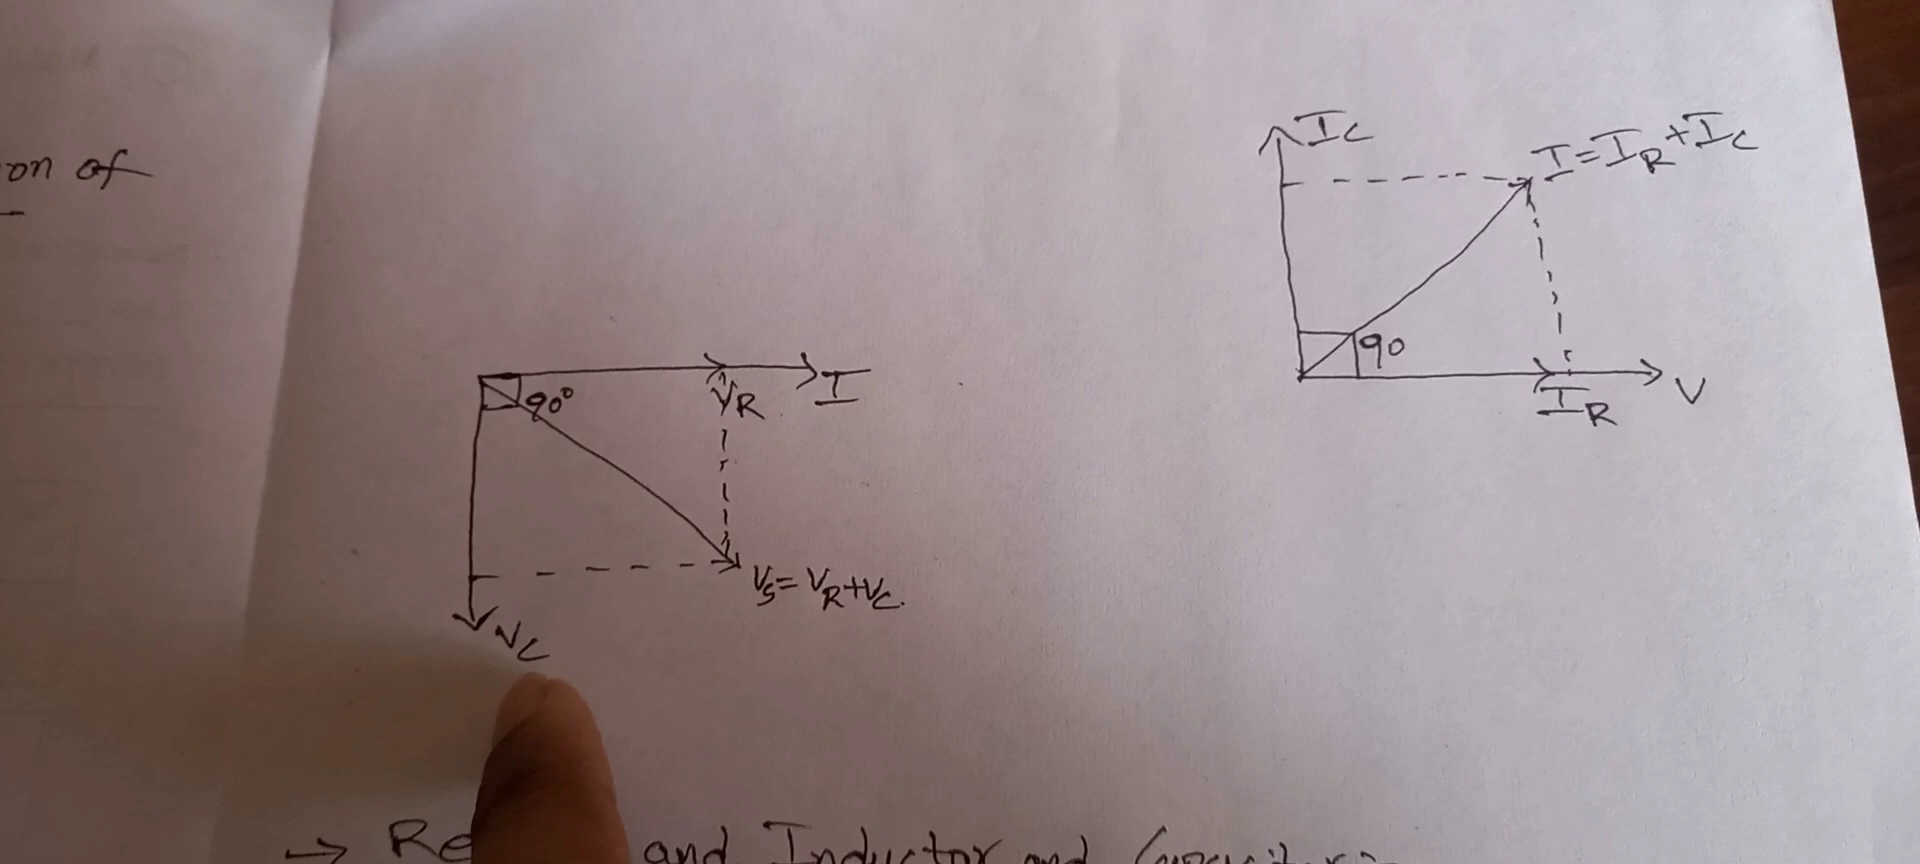 on of
I_C
I = I_R + I_C
90
I_R
V
90°
V_R
I
V_S = V_R + V_C
V_C
→ Re and Inductor and